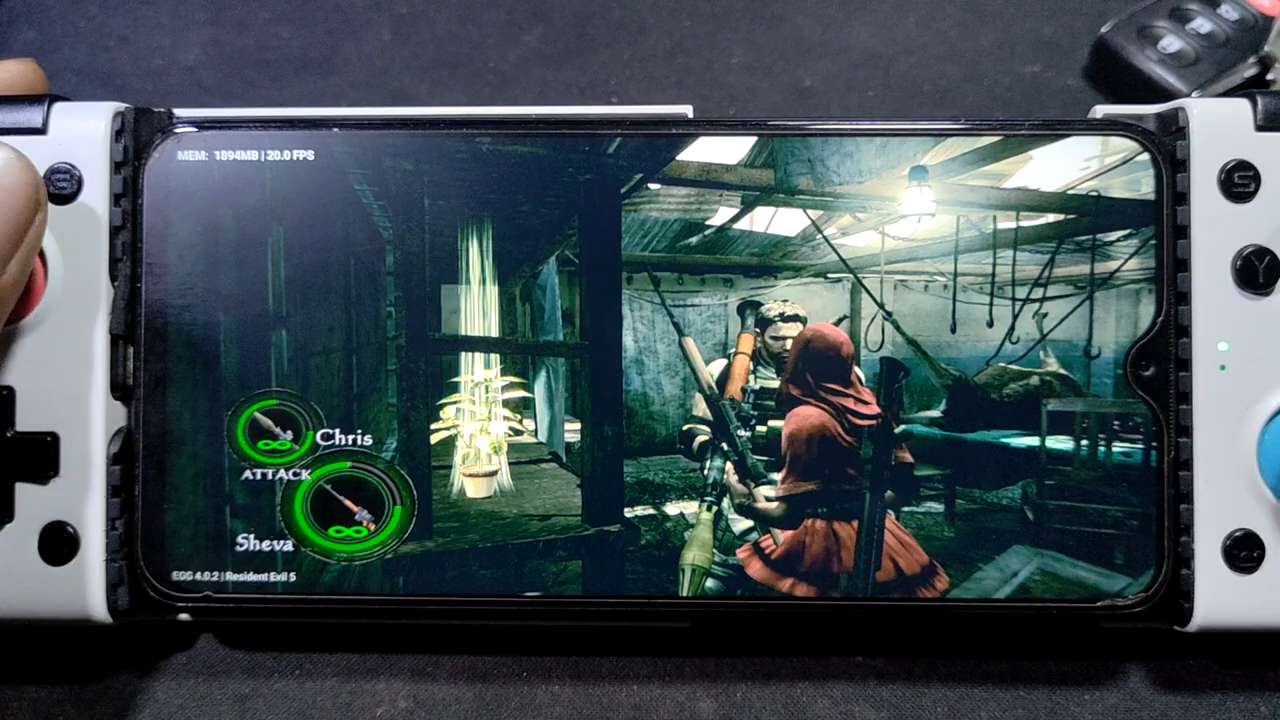 MEM: 1894MB | 20.0 FPS
Chris
ATTACK
Sheva
EGG 4.0.2 | Resident Evil 5
S
Y